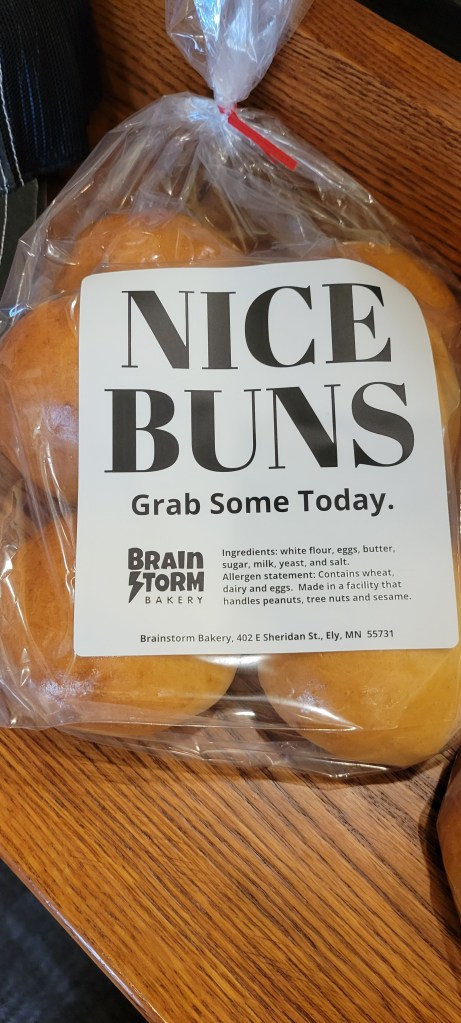 NICE
BUNS
Grab Some Today.
BRAIN
STORM
BAKERY
Ingredients: white flour, eggs, butter,
sugar, milk, yeast, and salt.
Allergen statement: Contains wheat,
dairy and eggs. Made in a facility that
handles peanuts, tree nuts and sesame.
Brainstorm Bakery, 402 E Sheridan St., Ely, MN 55731